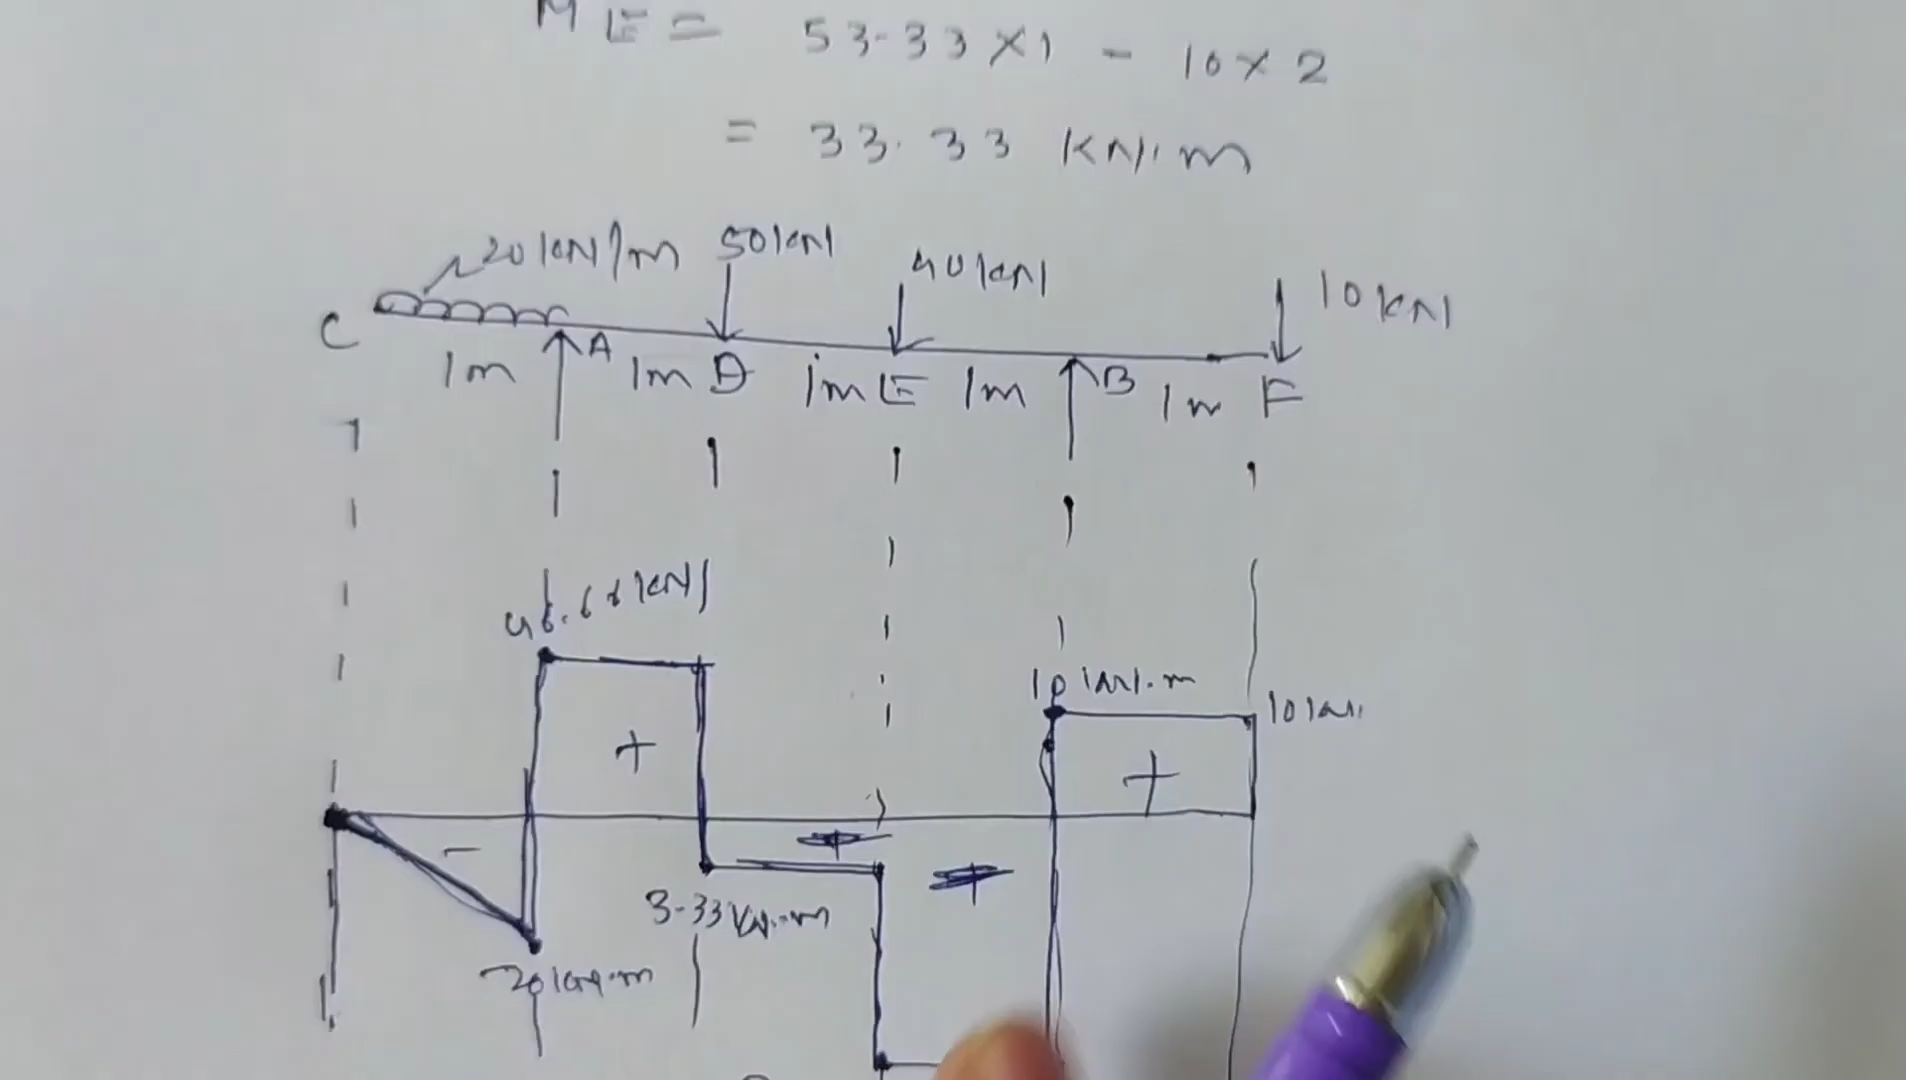 ME = 53.33 x 1 - 10 x 2
= 33.33 KN.m
20 kN/m 50 kN 40 kN 10 kN
C 1m A 1m D 1m E 1m B 1m F
46.67 kN
10 kN.m 10 kN
+ +
-
3.33 kN.m
20 kN.m